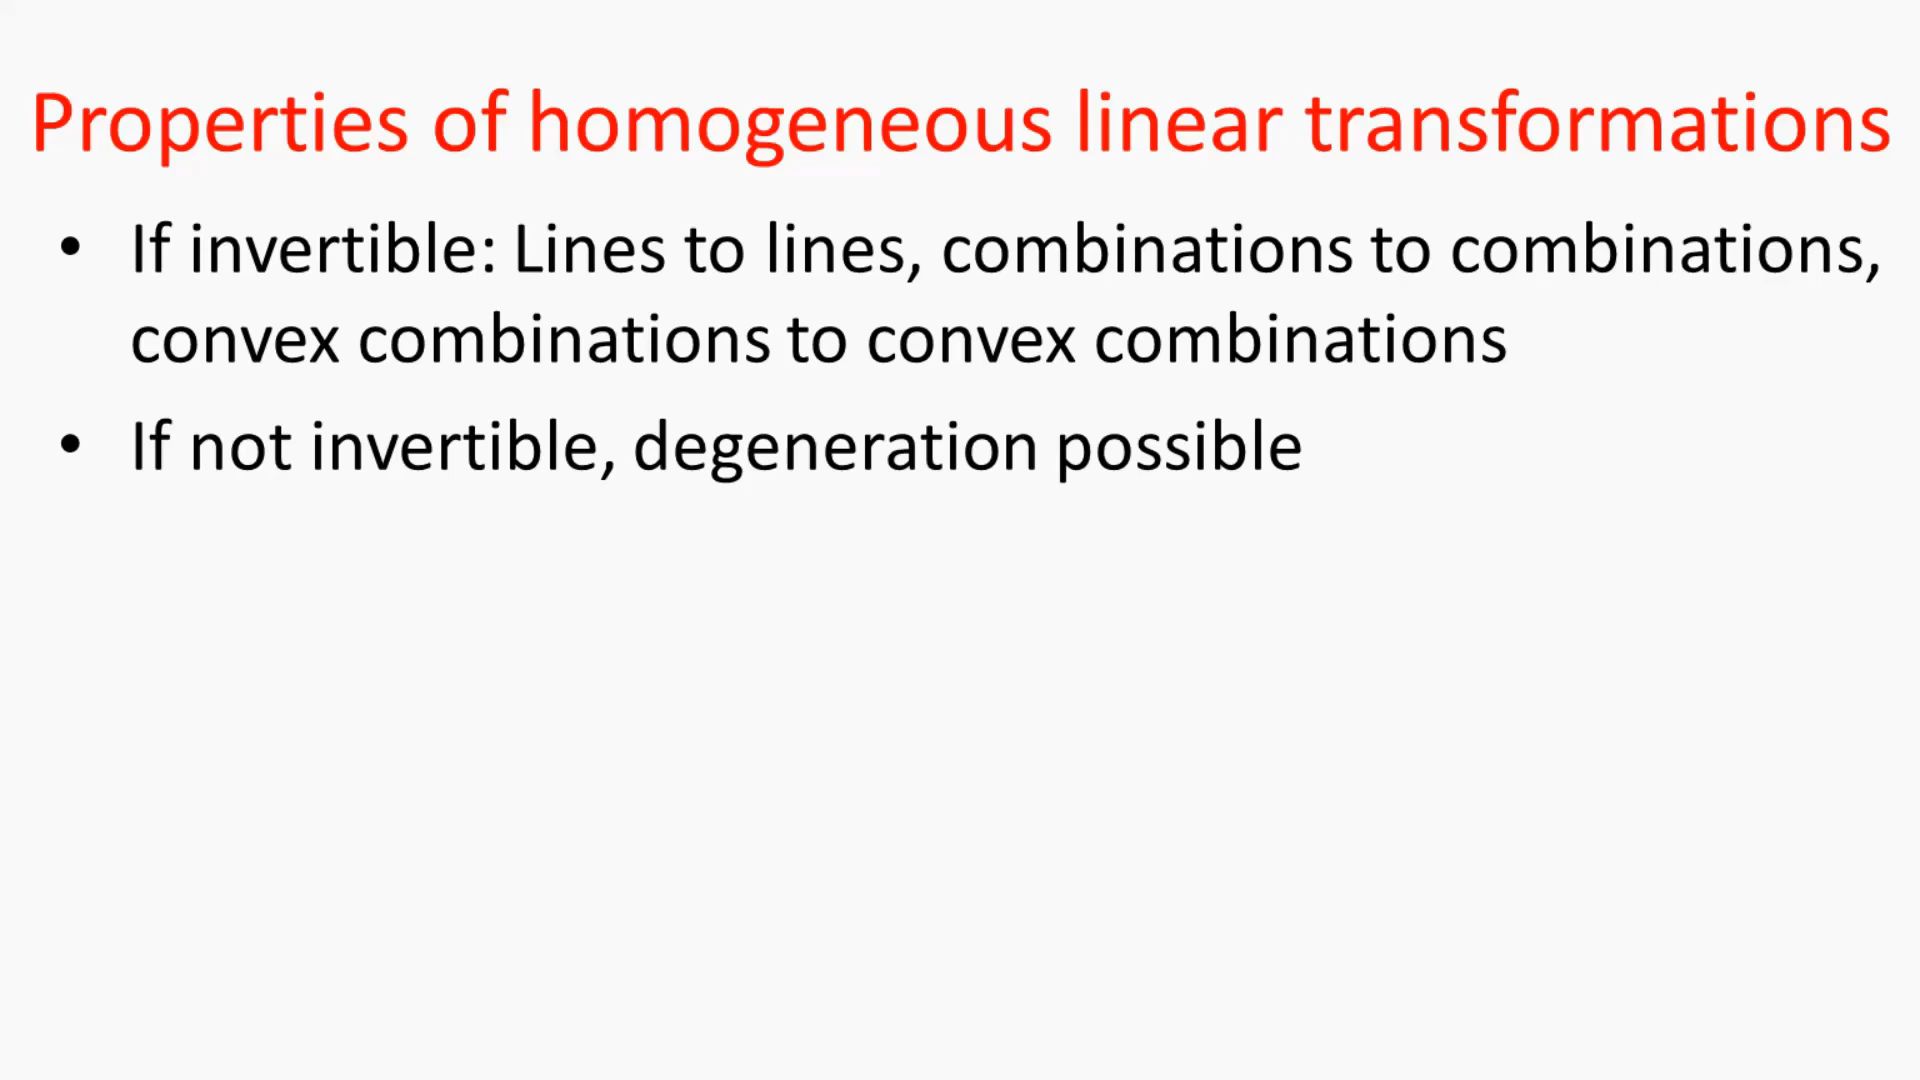 Properties of homogeneous linear transformations
• If invertible: Lines to lines, combinations to combinations,
convex combinations to convex combinations
• If not invertible, degeneration possible